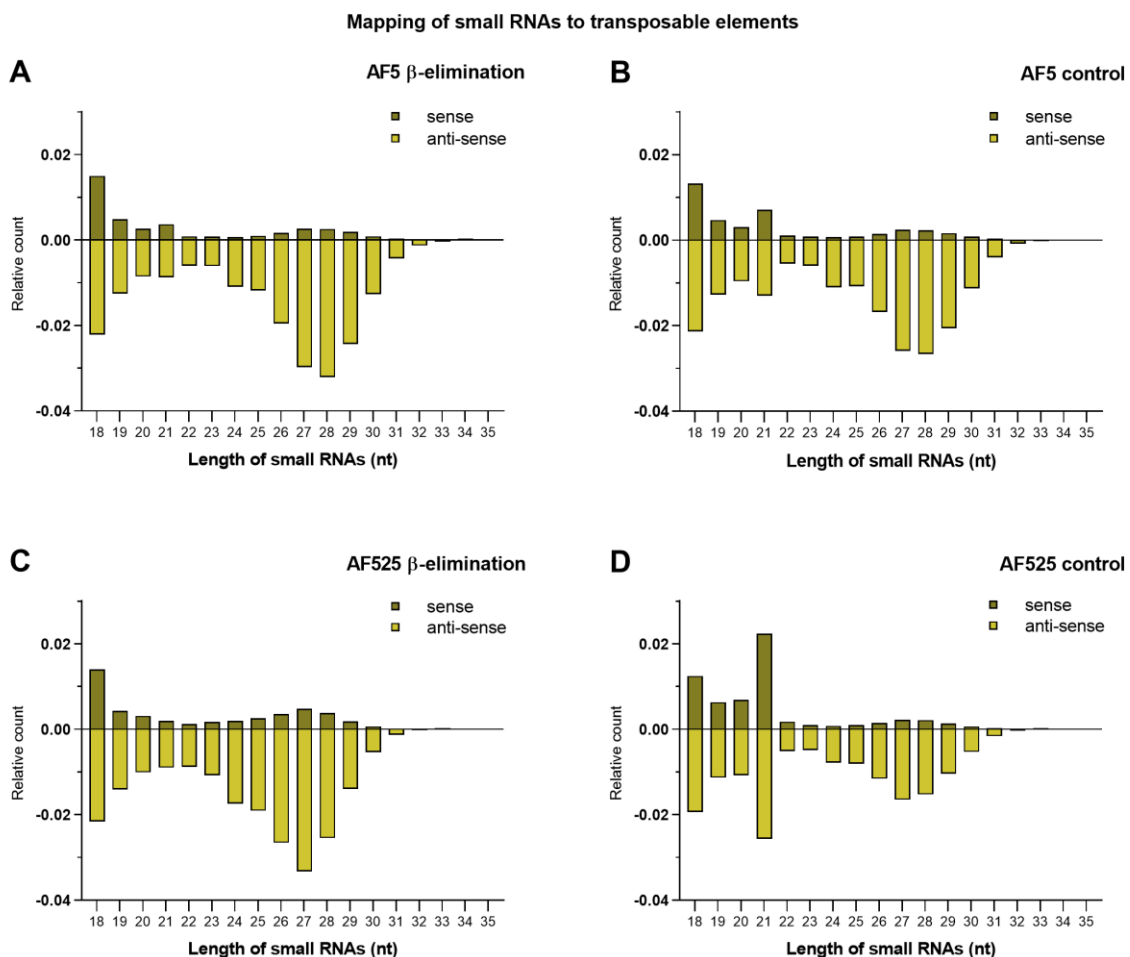 Mapping of small RNAs to transposable elements
A
AF5 β-elimination
sense
anti-sense
Relative count
0.02
0.00
-0.02
-0.04
18 19 20 21 22 23 24 25 26 27 28 29 30 31 32 33 34 35
Length of small RNAs (nt)
B
AF5 control
sense
anti-sense
Relative count
0.02
0.00
-0.02
-0.04
18 19 20 21 22 23 24 25 26 27 28 29 30 31 32 33 34 35
Length of small RNAs (nt)
C
AF525 β-elimination
sense
anti-sense
Relative count
0.02
0.00
-0.02
-0.04
18 19 20 21 22 23 24 25 26 27 28 29 30 31 32 33 34 35
Length of small RNAs (nt)
D
AF525 control
sense
anti-sense
Relative count
0.02
0.00
-0.02
-0.04
18 19 20 21 22 23 24 25 26 27 28 29 30 31 32 33 34 35
Length of small RNAs (nt)